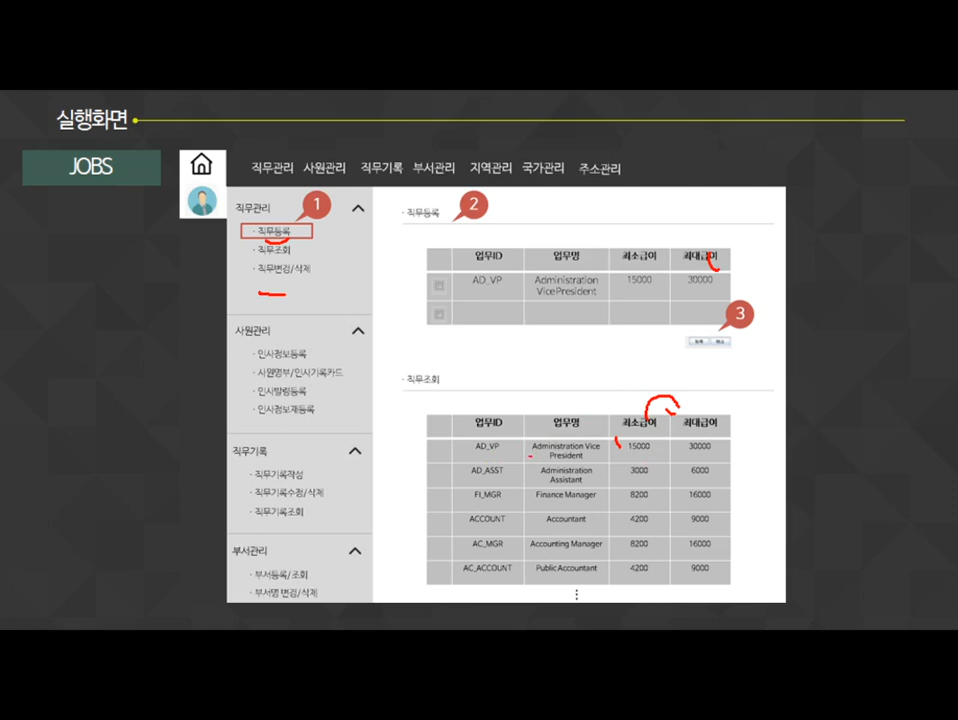 실행화면
JOBS
직무관리 사원관리 직무기록 부서관리 지역관리 국가관리 주소관리
직무관리
1
· 직무등록
· 직무조회
· 직무변경/삭제
사원관리
· 인사정보등록
· 사원명부/인사기록카드
· 인사발령등록
· 인사정보재등록
직무기록
· 직무기록작성
· 직무기록수정/삭제
· 직무기록조회
부서관리
· 부서등록/조회
· 부서명 변경/삭제
· 직무등록
2
업무ID 업무명 최소급여 최대급여
AD_VP Administration Vice President 15000 30000
3
· 직무조회
업무ID 업무명 최소급여 최대급여
AD_VP Administration Vice President 15000 30000
AD_ASST Administration Assistant 3000 6000
FI_MGR Finance Manager 8200 16000
ACCOUNT Accountant 4200 9000
AC_MGR Accounting Manager 8200 16000
AC_ACCOUNT Public Accountant 4200 9000
⋮